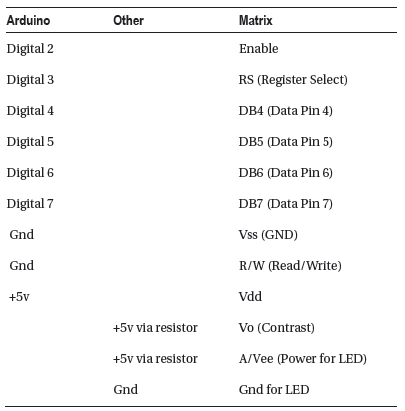 Arduino Other Matrix
Digital 2 Enable
Digital 3 RS (Register Select)
Digital 4 DB4 (Data Pin 4)
Digital 5 DB5 (Data Pin 5)
Digital 6 DB6 (Data Pin 6)
Digital 7 DB7 (Data Pin 7)
Gnd Vss (GND)
Gnd R/W (Read/Write)
+5v Vdd
+5v via resistor Vo (Contrast)
+5v via resistor A/Vee (Power for LED)
Gnd Gnd for LED